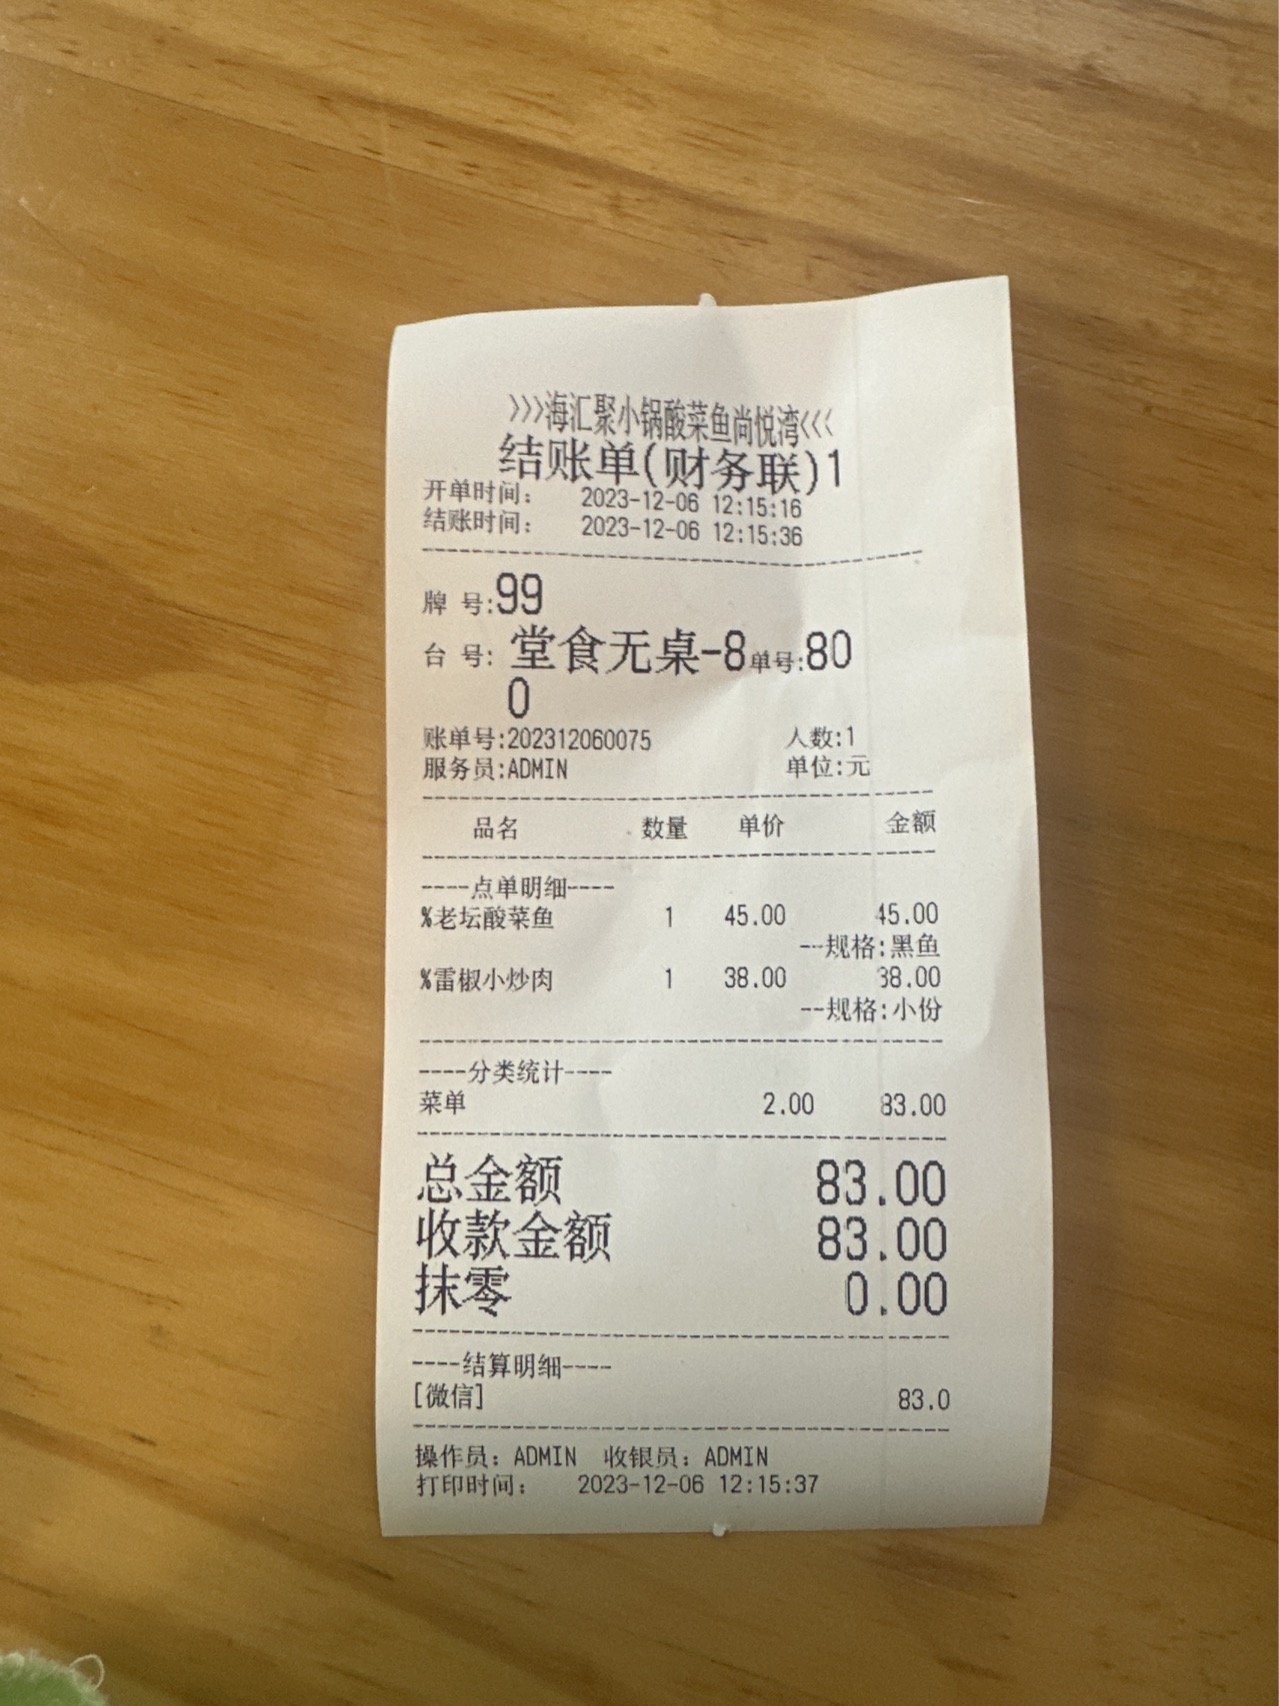 >>>海汇聚小锅酸菜鱼尚悦湾<<<
结账单(财务联)1
开单时间: 2023-12-06 12:15:16
结账时间: 2023-12-06 12:15:36
牌 号:99
台 号: 堂食无桌-8单号:80
0
账单号:202312060075 人数:1
服务员:ADMIN 单位:元
品名 数量 单价 金额
----点单明细----
%老坛酸菜鱼 1 45.00 45.00
--规格:黑鱼
%雷椒小炒肉 1 38.00 38.00
--规格:小份
----分类统计----
菜单 2.00 83.00
总金额 83.00
收款金额 83.00
抹零 0.00
----结算明细----
[微信] 83.0
操作员: ADMIN 收银员: ADMIN
打印时间: 2023-12-06 12:15:37